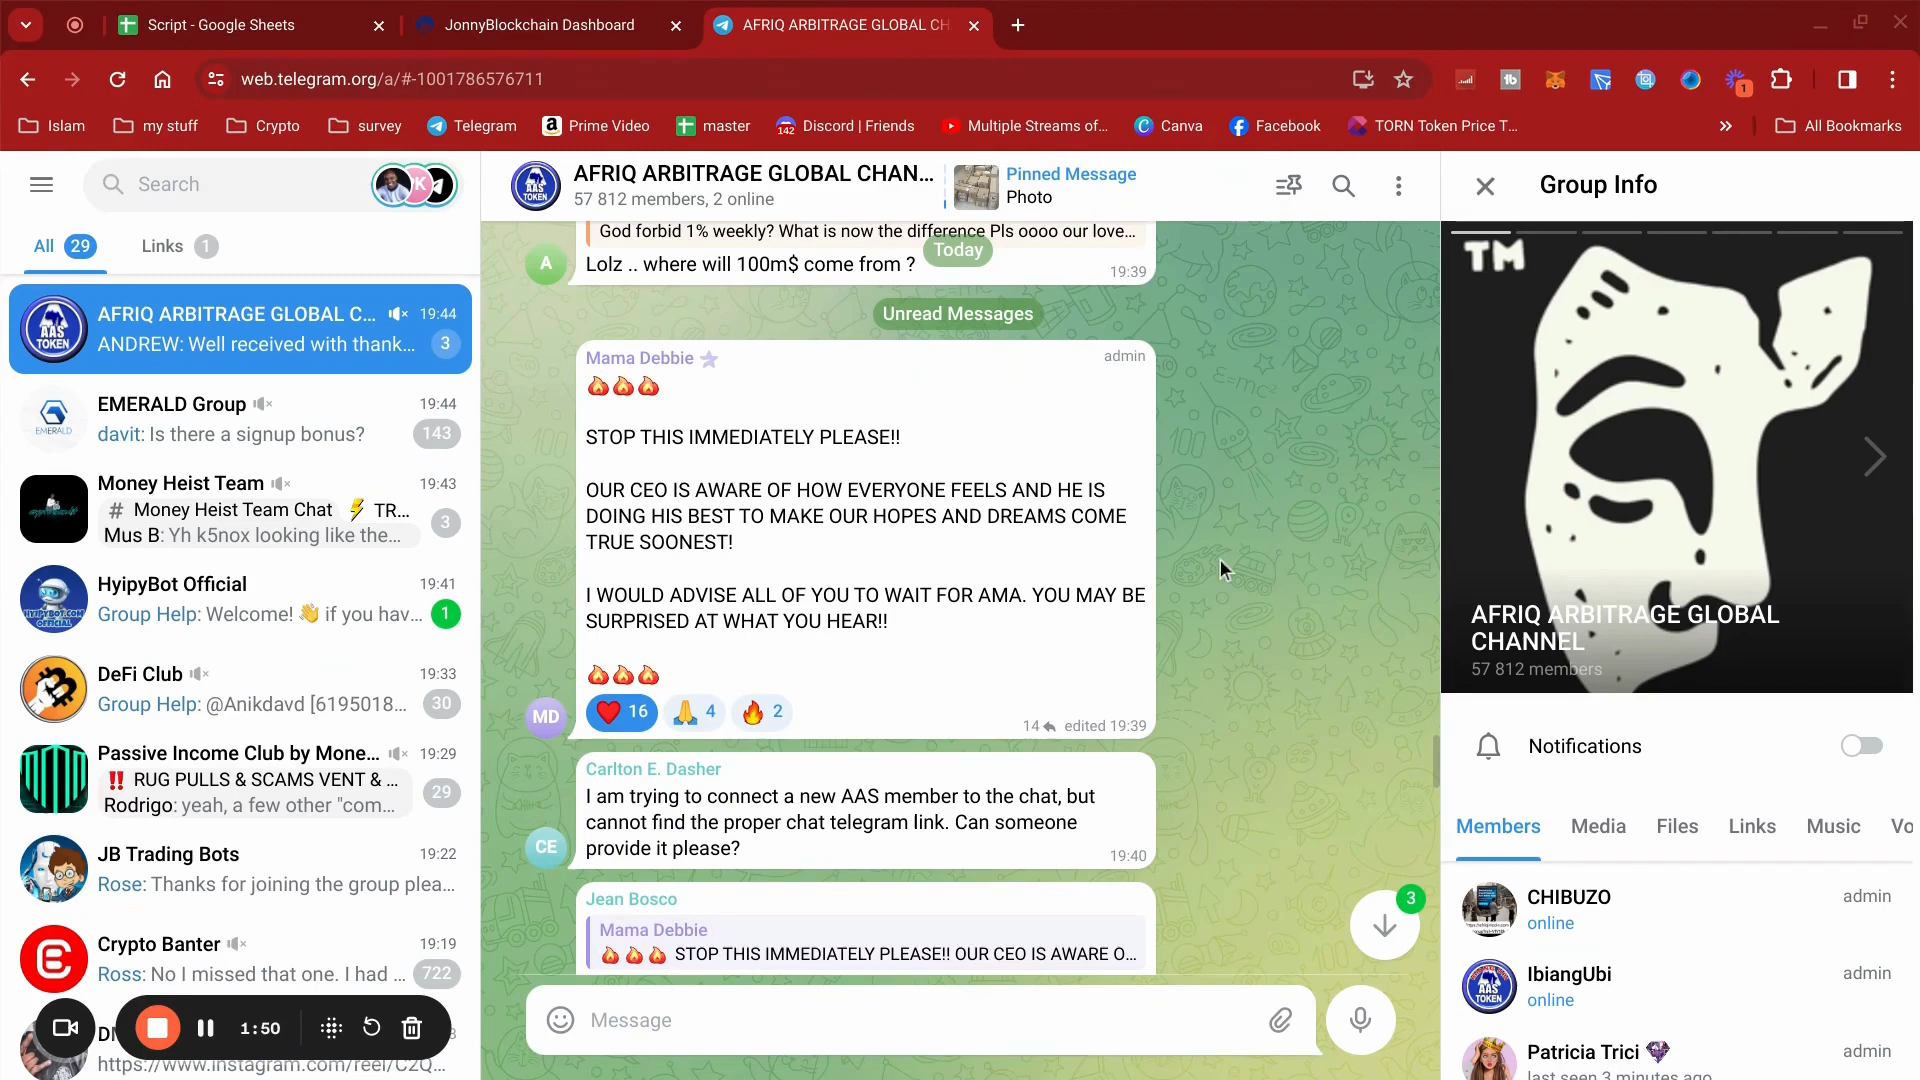 Script - Google Sheets
JonnyBlockchain Dashboard
AFRIQ ARBITRAGE GLOBAL CH
web.telegram.org/a/#-1001786576711
1
Islam
my stuff
Crypto
survey
Telegram
Prime Video
master
142
Discord | Friends
Multiple Streams of...
Canva
Facebook
TORN Token Price T...
All Bookmarks
Search
K
All 29
Links 1
AAS TOKEN
AFRIQ ARBITRAGE GLOBAL C...
19:44
ANDREW: Well received with thank...
3
EMERALD
EMERALD Group
19:44
davit: Is there a signup bonus?
143
Money Heist Team
19:43
# Money Heist Team Chat ⚡ TR...
Mus B: Yh k5nox looking like the...
3
HyipyBot Official
19:41
Group Help: Welcome! 👋 if you hav...
1
DeFi Club
19:33
Group Help: @Anikdavd [6195018...
30
Passive Income Club by Mone...
19:29
‼️ RUG PULLS & SCAMS VENT & ...
Rodrigo: yeah, a few other "com...
29
JB Trading Bots
19:22
Rose: Thanks for joining the group plea...
Crypto Banter
19:19
Ross: No I missed that one. I had ...
722
1:50
https://www.instagram.com/reel/C2Q...
AAS TOKEN
AFRIQ ARBITRAGE GLOBAL CHAN...
57 812 members, 2 online
Pinned Message
Photo
God forbid 1% weekly? What is now the difference Pls oooo our love...
Today
A
Lolz .. where will 100m$ come from ?
19:39
Unread Messages
Mama Debbie
admin
🔥🔥🔥
STOP THIS IMMEDIATELY PLEASE!!
OUR CEO IS AWARE OF HOW EVERYONE FEELS AND HE IS
DOING HIS BEST TO MAKE OUR HOPES AND DREAMS COME
TRUE SOONEST!
I WOULD ADVISE ALL OF YOU TO WAIT FOR AMA. YOU MAY BE
SURPRISED AT WHAT YOU HEAR!!
🔥🔥🔥
MD
❤️ 16 🙏 4 🔥 2
14 edited 19:39
Carlton E. Dasher
I am trying to connect a new AAS member to the chat, but
cannot find the proper chat telegram link. Can someone
provide it please?
CE
19:40
Jean Bosco
Mama Debbie
🔥🔥🔥 STOP THIS IMMEDIATELY PLEASE!! OUR CEO IS AWARE O...
3
Message
Group Info
TM
AFRIQ ARBITRAGE GLOBAL
CHANNEL
57 812 members
Notifications
Members
Media
Files
Links
Music
Vo
CHIBUZO
admin
online
AAS TOKEN
IbiangUbi
admin
online
Patricia Trici 💎
admin
last seen 3 minutes ago